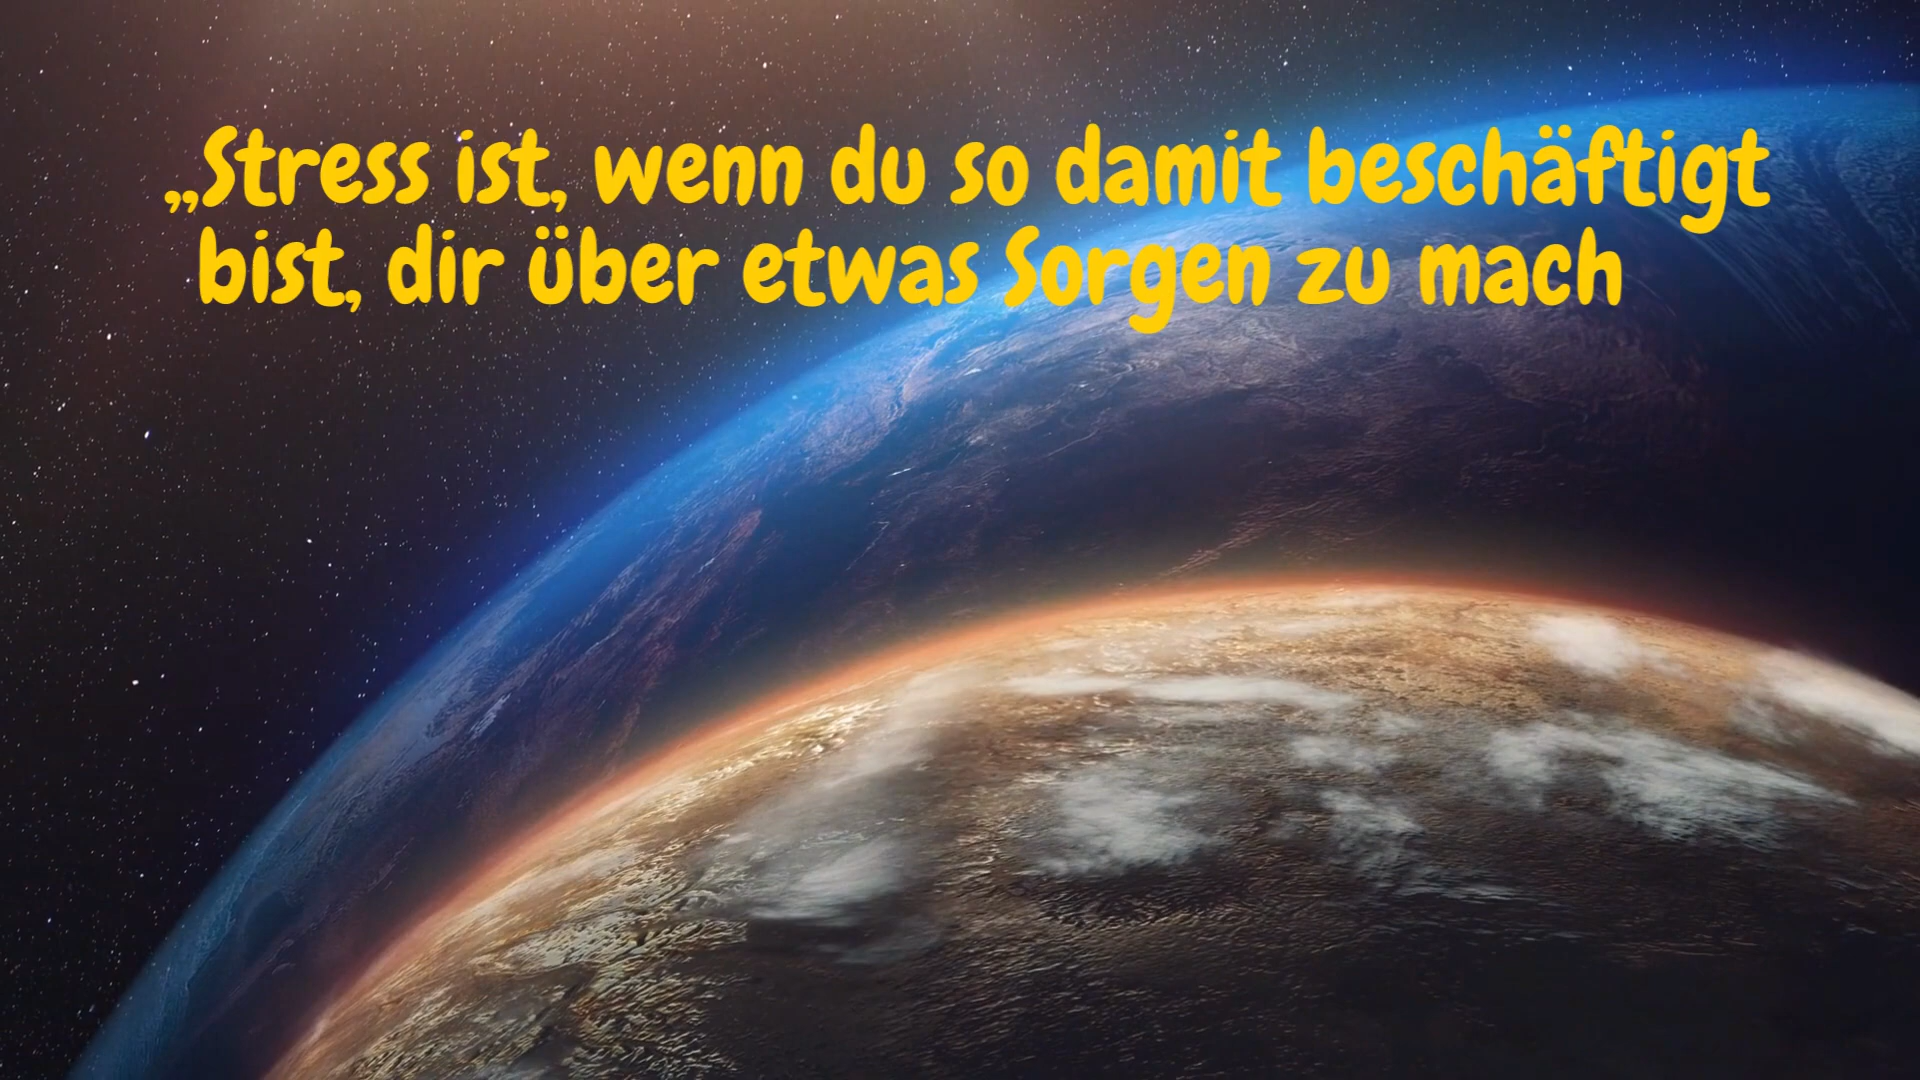 „Stress ist, wenn du so damit beschäftigt
bist, dir über etwas Sorgen zu mach